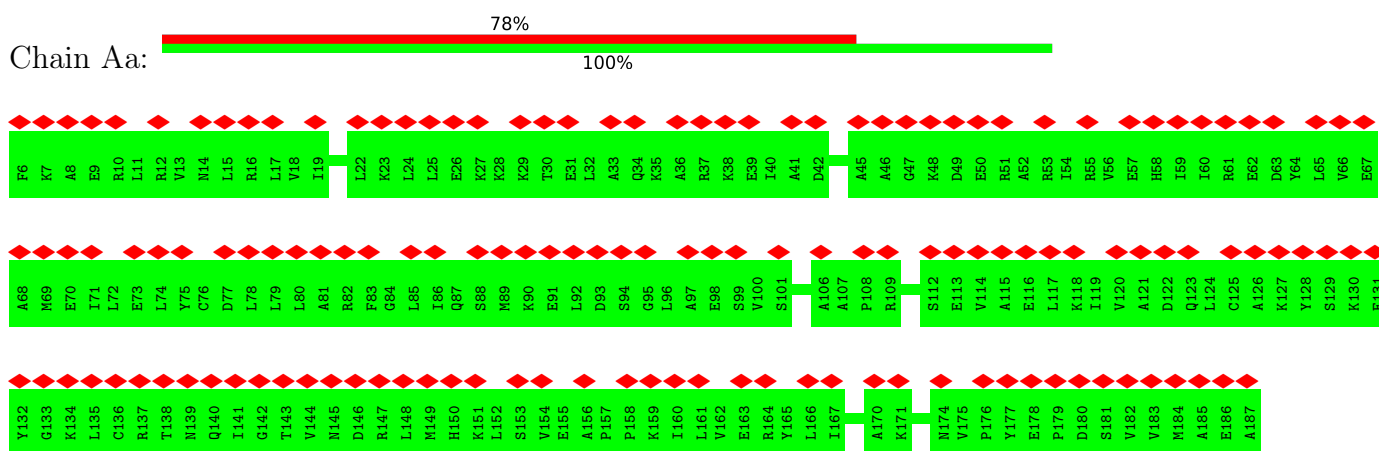 78%
Chain Aa:
100%
F6 K7 A8 E9 R10 L11 R12 V13 N14 L15 R16 L17 V18 I19 L22 K23 L24 L25 E26 K27 K28 K29 T30 E31 L32 A33 Q34 K35 A36 R37 K38 E39 I40 A41 D42 A45 A46 G47 K48 D49 E50 R51 A52 R53 I54 R55 V56 E57 H58 I59 I60 R61 E62 D63 Y64 L65 V66 E67
A68 M69 E70 I71 L72 E73 L74 Y75 C76 D77 L78 L79 L80 A81 R82 F83 G84 L85 I86 Q87 S88 M89 K90 E91 L92 D93 S94 G95 L96 A97 E98 S99 V100 S101 A106 A107 P108 R109 S112 E113 V114 A115 E116 L117 K118 I119 V120 A121 D122 Q123 L124 C125 A126 K127 Y128 S129 K130 E131
Y132 G133 K134 L135 C136 R137 T138 N139 Q140 I141 G142 T143 V144 N145 D146 R147 L148 M149 H150 K151 L152 S153 V154 E155 A156 P157 P158 K159 I160 L161 V162 E163 R164 Y165 L166 I167 A170 K171 N174 V175 P176 Y177 E178 P179 D180 S181 V182 V183 M184 A185 E186 A187